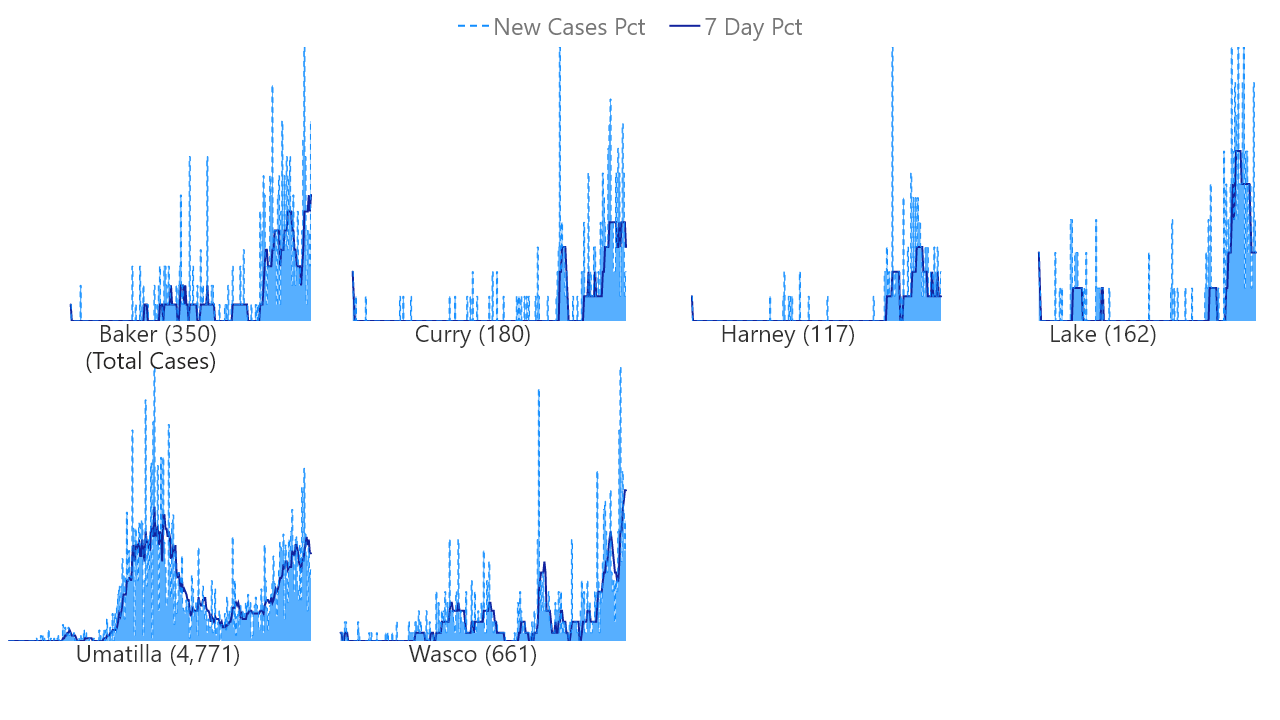 New Cases Pct 7 Day Pct
Baker (350) Curry (180) Harney (117) Lake (162)
(Total Cases)
Umatilla (4,771) Wasco (661)